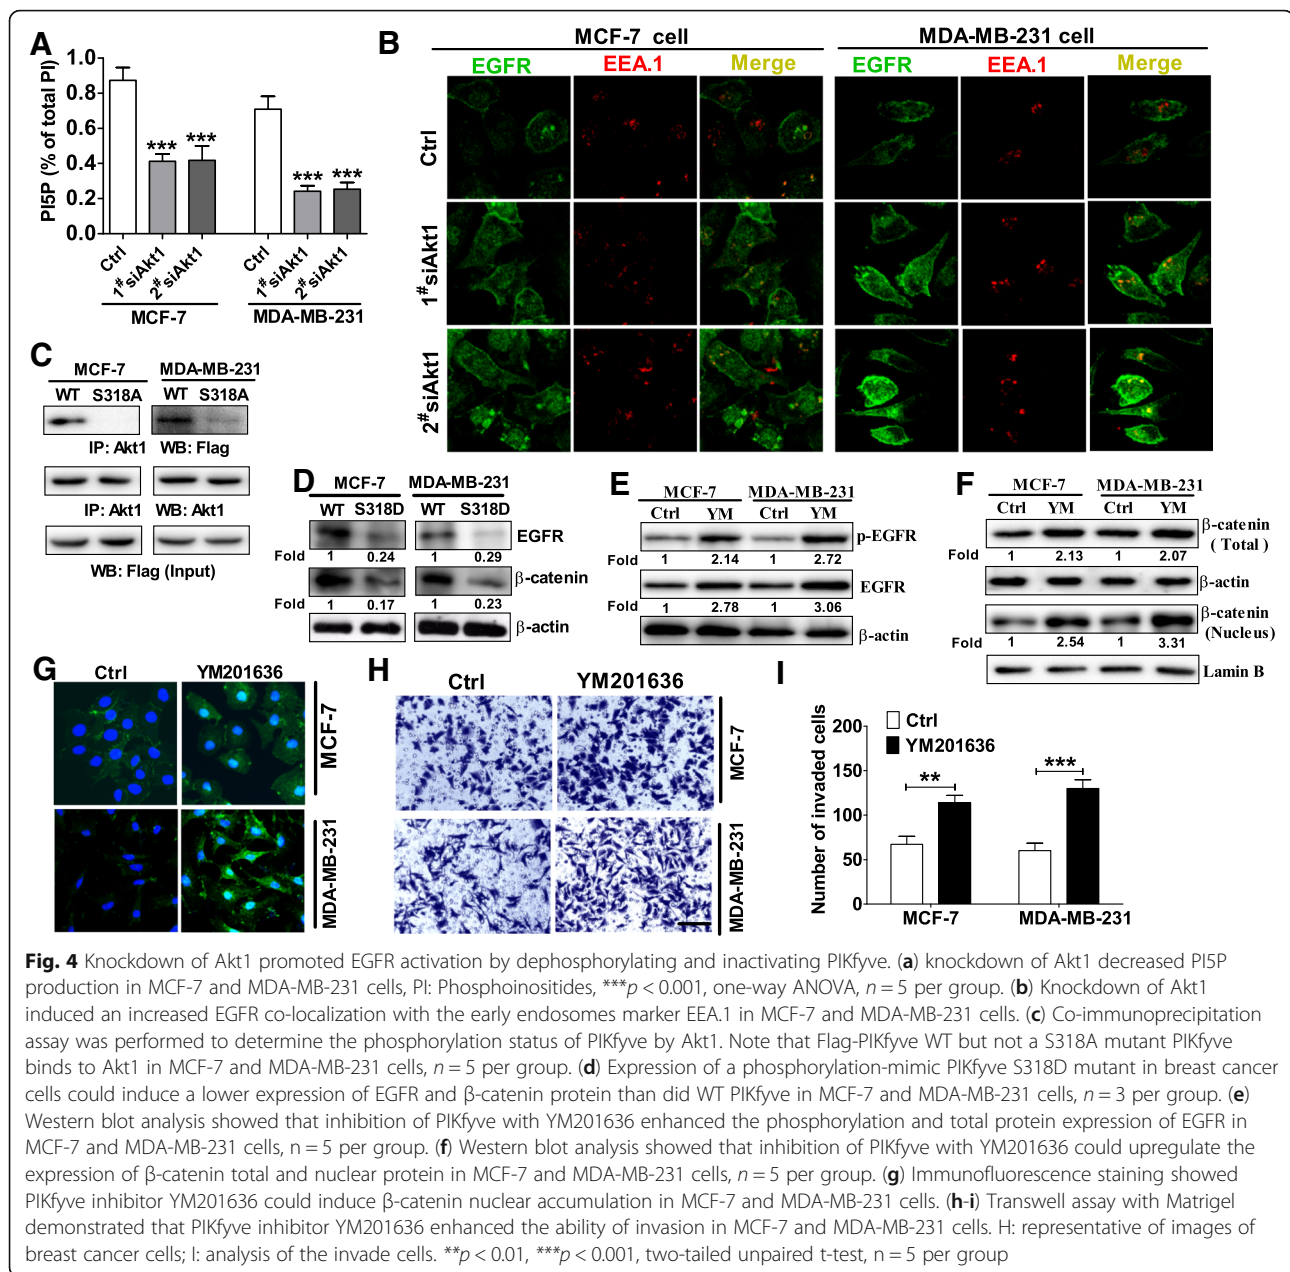 A
PI5P (% of total PI)
1.0
0.8
0.6
0.4
0.2
0.0
*** ***
*** ***
Ctrl
1#siAkt1
2#siAkt1
Ctrl
1#siAkt1
2#siAkt1
MCF-7
MDA-MB-231
B
MCF-7 cell MDA-MB-231 cell
EGFR EEA.1 Merge EGFR EEA.1 Merge
Ctrl
1#siAkt1
2#siAkt1
C
MCF-7 MDA-MB-231
WT S318A WT S318A
IP: Akt1 WB: Flag
IP: Akt1 WB: Akt1
WB: Flag (Input)
D
MCF-7 MDA-MB-231
WT S318D WT S318D
EGFR
Fold 1 0.24 1 0.29
β-catenin
Fold 1 0.17 1 0.23
β-actin
E
MCF-7 MDA-MB-231
Ctrl YM Ctrl YM
p-EGFR
Fold 1 2.14 1 2.72
EGFR
Fold 1 2.78 1 3.06
β-actin
F
MCF-7 MDA-MB-231
Ctrl YM Ctrl YM
β-catenin
( Total )
Fold 1 2.13 1 2.07
β-actin
β-catenin
(Nucleus)
Fold 1 2.54 1 3.31
Lamin B
G
Ctrl YM201636
MCF-7
MDA-MB-231
H
Ctrl YM201636
MCF-7
MDA-MB-231
I
Number of invaded cells
200
150
100
50
0
Ctrl
YM201636
**
***
MCF-7 MDA-MB-231
Fig. 4 Knockdown of Akt1 promoted EGFR activation by dephosphorylating and inactivating PIKfyve. (a) knockdown of Akt1 decreased PI5P
production in MCF-7 and MDA-MB-231 cells, PI: Phosphoinositides, ***p < 0.001, one-way ANOVA, n = 5 per group. (b) Knockdown of Akt1
induced an increased EGFR co-localization with the early endosomes marker EEA.1 in MCF-7 and MDA-MB-231 cells. (c) Co-immunoprecipitation
assay was performed to determine the phosphorylation status of PIKfyve by Akt1. Note that Flag-PIKfyve WT but not a S318A mutant PIKfyve
binds to Akt1 in MCF-7 and MDA-MB-231 cells, n = 5 per group. (d) Expression of a phosphorylation-mimic PIKfyve S318D mutant in breast cancer
cells could induce a lower expression of EGFR and β-catenin protein than did WT PIKfyve in MCF-7 and MDA-MB-231 cells, n = 3 per group. (e)
Western blot analysis showed that inhibition of PIKfyve with YM201636 enhanced the phosphorylation and total protein expression of EGFR in
MCF-7 and MDA-MB-231 cells, n = 5 per group. (f) Western blot analysis showed that inhibition of PIKfyve with YM201636 could upregulate the
expression of β-catenin total and nuclear protein in MCF-7 and MDA-MB-231 cells, n = 5 per group. (g) Immunofluorescence staining showed
PIKfyve inhibitor YM201636 could induce β-catenin nuclear accumulation in MCF-7 and MDA-MB-231 cells. (h-i) Transwell assay with Matrigel
demonstrated that PIKfyve inhibitor YM201636 enhanced the ability of invasion in MCF-7 and MDA-MB-231 cells. H: representative of images of
breast cancer cells; I: analysis of the invade cells. **p < 0.01, ***p < 0.001, two-tailed unpaired t-test, n = 5 per group